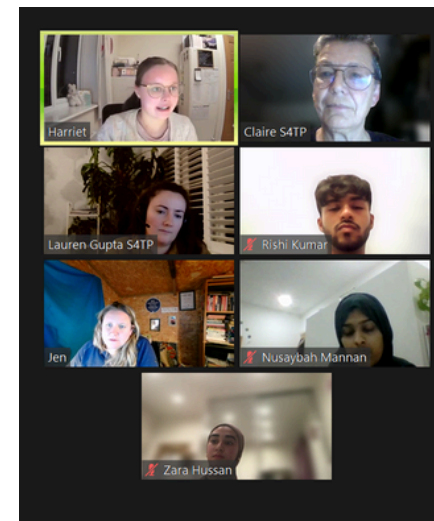 Harriet
Claire S4TP
Lauren Gupta S4TP
Rishi Kumar
Jen
Nusaybah Mannan
Zara Hussan